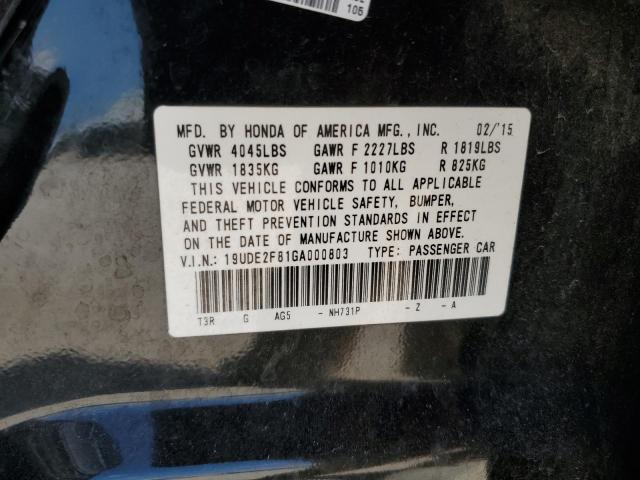 105
MFD. BY HONDA OF AMERICA MFG., INC. 02/'15
GVWR 4045LBS GAWR F 2227LBS R 1819LBS
GVWR 1835KG GAWR F 1010KG R 825KG
THIS VEHICLE CONFORMS TO ALL APPLICABLE
FEDERAL MOTOR VEHICLE SAFETY, BUMPER,
AND THEFT PREVENTION STANDARDS IN EFFECT
ON THE DATE OF MANUFACTURE SHOWN ABOVE.
V.I.N.: 19UDE2F81GA000803 TYPE: PASSENGER CAR
T3R G AG5 - NH731P - Z - A